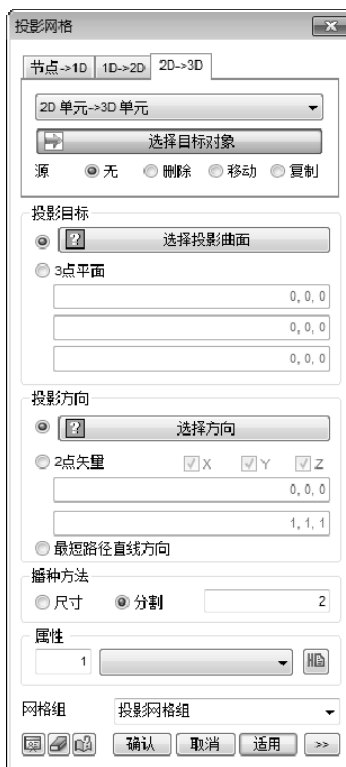 投影网格
节点->1D 1D->2D 2D->3D
2D 单元->3D 单元
选择目标对象
源 无 删除 移动 复制
投影目标
? 选择投影曲面
3点平面
0, 0, 0
0, 0, 0
0, 0, 0
投影方向
? 选择方向
2点矢量 X Y Z
0, 0, 0
1, 1, 1
最短路径直线方向
播种方法
尺寸 分割 2
属性
1
网格组 投影网格组
确认 取消 适用 >>